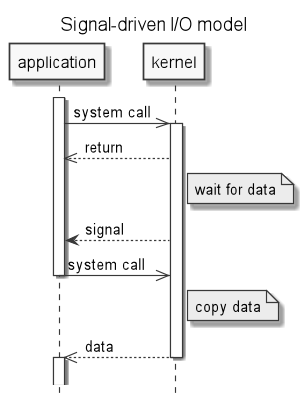 Signal-driven I/O model
application
kernel
system call
return
wait for data
signal
system call
copy data
data